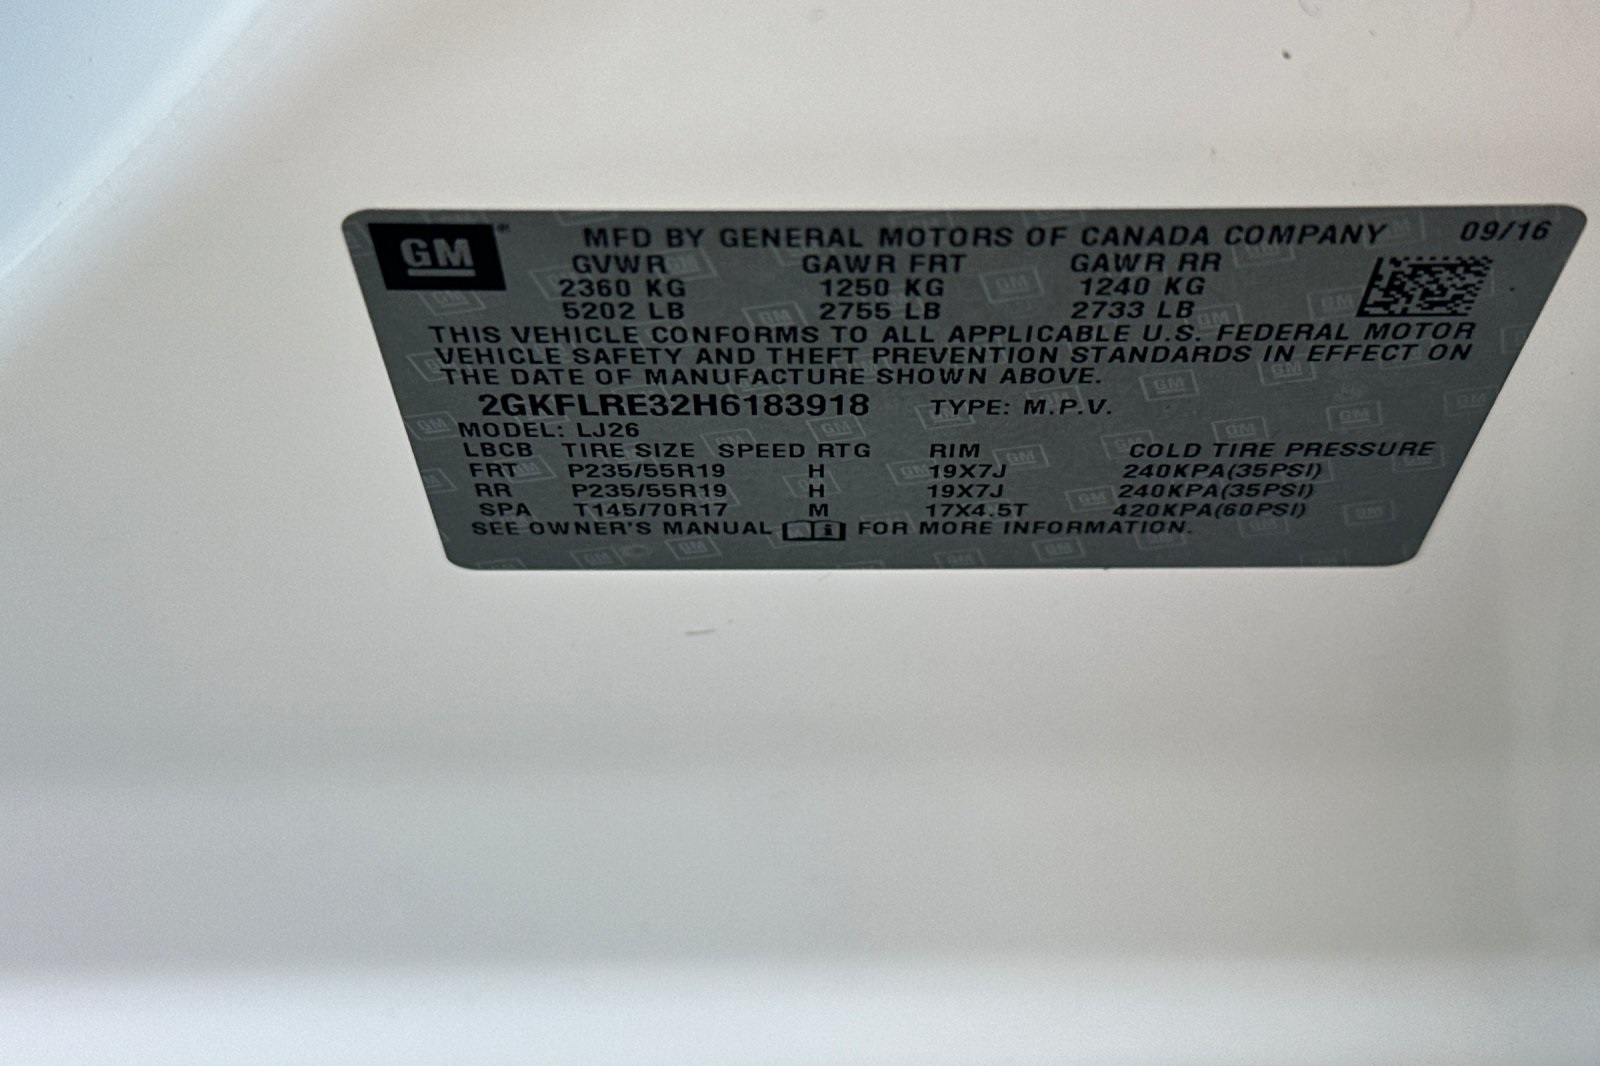 GM® MFD BY GENERAL MOTORS OF CANADA COMPANY 09/16
GVWR GAWR FRT GAWR RR
2360 KG 1250 KG 1240 KG
5202 LB 2755 LB 2733 LB
THIS VEHICLE CONFORMS TO ALL APPLICABLE U.S. FEDERAL MOTOR
VEHICLE SAFETY AND THEFT PREVENTION STANDARDS IN EFFECT ON
THE DATE OF MANUFACTURE SHOWN ABOVE.
2GKFLRE32H6183918 TYPE: M.P.V.
MODEL: LJ26
LBCB TIRE SIZE SPEED RTG RIM COLD TIRE PRESSURE
FRT P235/55R19 H 19X7J 240KPA(35PSI)
RR P235/55R19 H 19X7J 240KPA(35PSI)
SPA T145/70R17 M 17X4.5T 420KPA(60PSI)
SEE OWNER'S MANUAL i FOR MORE INFORMATION.